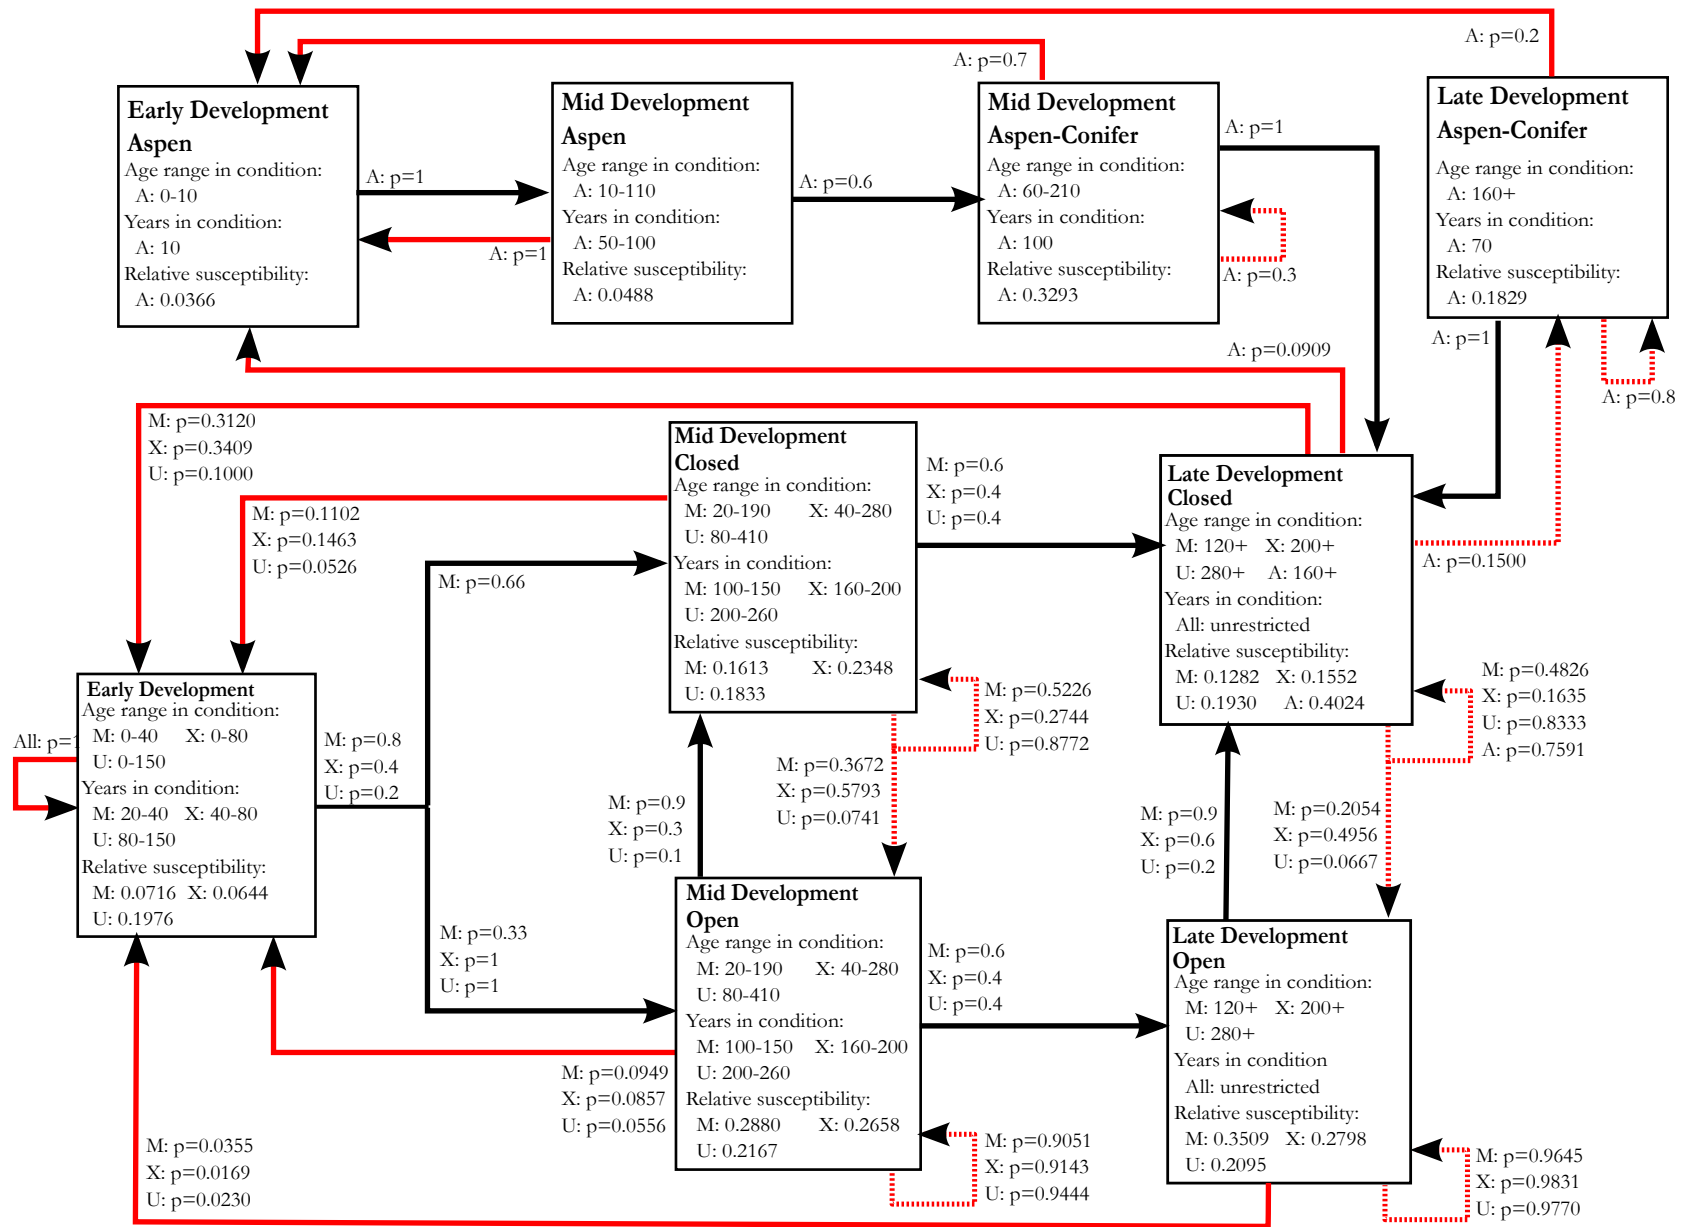 A: p=0.2
A: p=0.7
Early Development
Aspen
Age range in condition:
A: 0-10
Years in condition:
A: 10
Relative susceptibility:
A: 0.0366
A: p=1
A: p=1
Mid Development
Aspen
Age range in condition:
A: 10-110
Years in condition:
A: 50-100
Relative susceptibility:
A: 0.0488
A: p=0.6
Mid Development
Aspen-Conifer
Age range in condition:
A: 60-210
Years in condition:
A: 100
Relative susceptibility:
A: 0.3293
A: p=1
A: p=0.3
Late Development
Aspen-Conifer
Age range in condition:
A: 160+
Years in condition:
A: 70
Relative susceptibility:
A: 0.1829
A: p=1
A: p=0.8
A: p=0.0909
M: p=0.3120
X: p=0.3409
U: p=0.1000
M: p=0.1102
X: p=0.1463
U: p=0.0526
M: p=0.66
Mid Development
Closed
Age range in condition:
M: 20-190 X: 40-280
U: 80-410
Years in condition:
M: 100-150 X: 160-200
U: 200-260
Relative susceptibility:
M: 0.1613 X: 0.2348
U: 0.1833
M: p=0.6
X: p=0.4
U: p=0.4
Late Development
Closed
Age range in condition:
M: 120+ X: 200+
U: 280+ A: 160+
Years in condition:
All: unrestricted
Relative susceptibility:
M: 0.1282 X: 0.1552
U: 0.1930 A: 0.4024
A: p=0.1500
M: p=0.4826
X: p=0.1635
U: p=0.8333
A: p=0.7591
M: p=0.5226
X: p=0.2744
U: p=0.8772
All: p=1
Early Development
Age range in condition:
M: 0-40 X: 0-80
U: 0-150
Years in condition:
M: 20-40 X: 40-80
U: 80-150
Relative susceptibility:
M: 0.0716 X: 0.0644
U: 0.1976
M: p=0.8
X: p=0.4
U: p=0.2
M: p=0.9
X: p=0.3
U: p=0.1
M: p=0.3672
X: p=0.5793
U: p=0.0741
M: p=0.9
X: p=0.6
U: p=0.2
M: p=0.2054
X: p=0.4956
U: p=0.0667
M: p=0.33
X: p=1
U: p=1
Mid Development
Open
Age range in condition:
M: 20-190 X: 40-280
U: 80-410
Years in condition:
M: 100-150 X: 160-200
U: 200-260
Relative susceptibility:
M: 0.2880 X: 0.2658
U: 0.2167
M: p=0.6
X: p=0.4
U: p=0.4
Late Development
Open
Age range in condition:
M: 120+ X: 200+
U: 280+
Years in condition
All: unrestricted
Relative susceptibility:
M: 0.3509 X: 0.2798
U: 0.2095
M: p=0.0949
X: p=0.0857
U: p=0.0556
M: p=0.0355
X: p=0.0169
U: p=0.0230
M: p=0.9051
X: p=0.9143
U: p=0.9444
M: p=0.9645
X: p=0.9831
U: p=0.9770